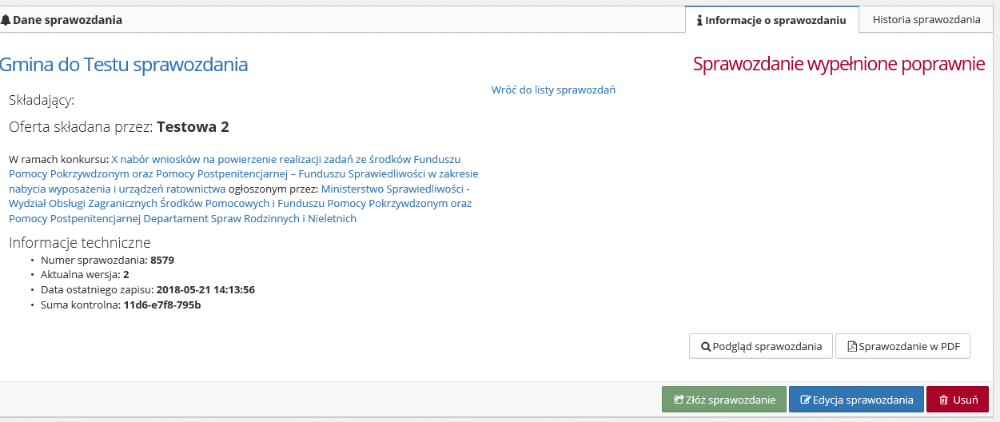 Dane sprawozdania
Informacje o sprawozdaniu
Historia sprawozdania
Gmina do Testu sprawozdania
Sprawozdanie wypełnione poprawnie
Wróć do listy sprawozdań
Składający:
Oferta składana przez: Testowa 2
W ramach konkursu: X nabór wniosków na powierzenie realizacji zadań ze środków Funduszu
Pomocy Pokrzywdzonym oraz Pomocy Postpenitencjarnej – Funduszu Sprawiedliwości w zakresie
nabycia wyposażenia i urządzeń ratownictwa ogłoszonym przez: Ministerstwo Sprawiedliwości -
Wydział Obsługi Zagranicznych Środków Pomocowych i Funduszu Pomocy Pokrzywdzonym oraz
Pomocy Postpenitencjarnej Departament Spraw Rodzinnych i Nieletnich
Informacje techniczne
• Numer sprawozdania: 8579
• Aktualna wersja: 2
• Data ostatniego zapisu: 2018-05-21 14:13:56
• Suma kontrolna: 11d6-e7f8-795b
Podgląd sprawozdania
Sprawozdanie w PDF
Złóż sprawozdanie
Edycja sprawozdania
Usuń